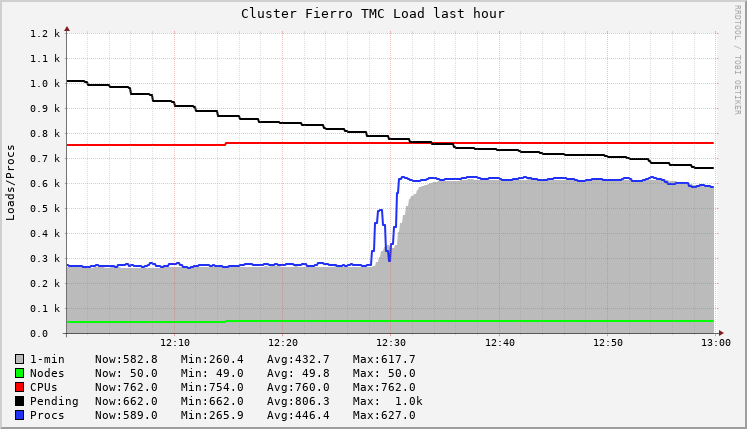 Cluster Fierro TMC Load last hour
RRDTOOL / TOBI OETIKER
Loads/Procs
1.2 k
1.1 k
1.0 k
0.9 k
0.8 k
0.7 k
0.6 k
0.5 k
0.4 k
0.3 k
0.2 k
0.1 k
0.0
12:10 12:20 12:30 12:40 12:50 13:00
1-min Now:582.8 Min:260.4 Avg:432.7 Max:617.7
Nodes Now: 50.0 Min: 49.0 Avg: 49.8 Max: 50.0
CPUs Now:762.0 Min:754.0 Avg:760.0 Max:762.0
Pending Now:662.0 Min:662.0 Avg:806.3 Max: 1.0k
Procs Now:589.0 Min:265.9 Avg:446.4 Max:627.0